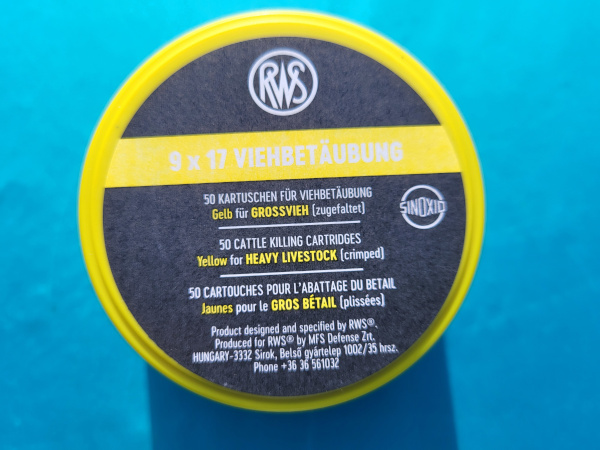 RWS
9 x 17 VIEHBETÄUBUNG
50 KARTUSCHEN FÜR VIEHBETÄUBUNG
Gelb für GROSSVIEH (zugefaltet)
SINOXID
50 CATTLE KILLING CARTRIDGES
Yellow for HEAVY LIVESTOCK (crimped)
50 CARTOUCHES POUR L'ABATTAGE DU BETAIL
Jaunes pour le GROS BÉTAIL (plissées)
Product designed and specified by RWS®.
Produced for RWS® by MFS Defense Zrt.
HUNGARY-3332 Sirok, Belső gyártelep 1002/35 hrsz.
Phone +36 36 561032